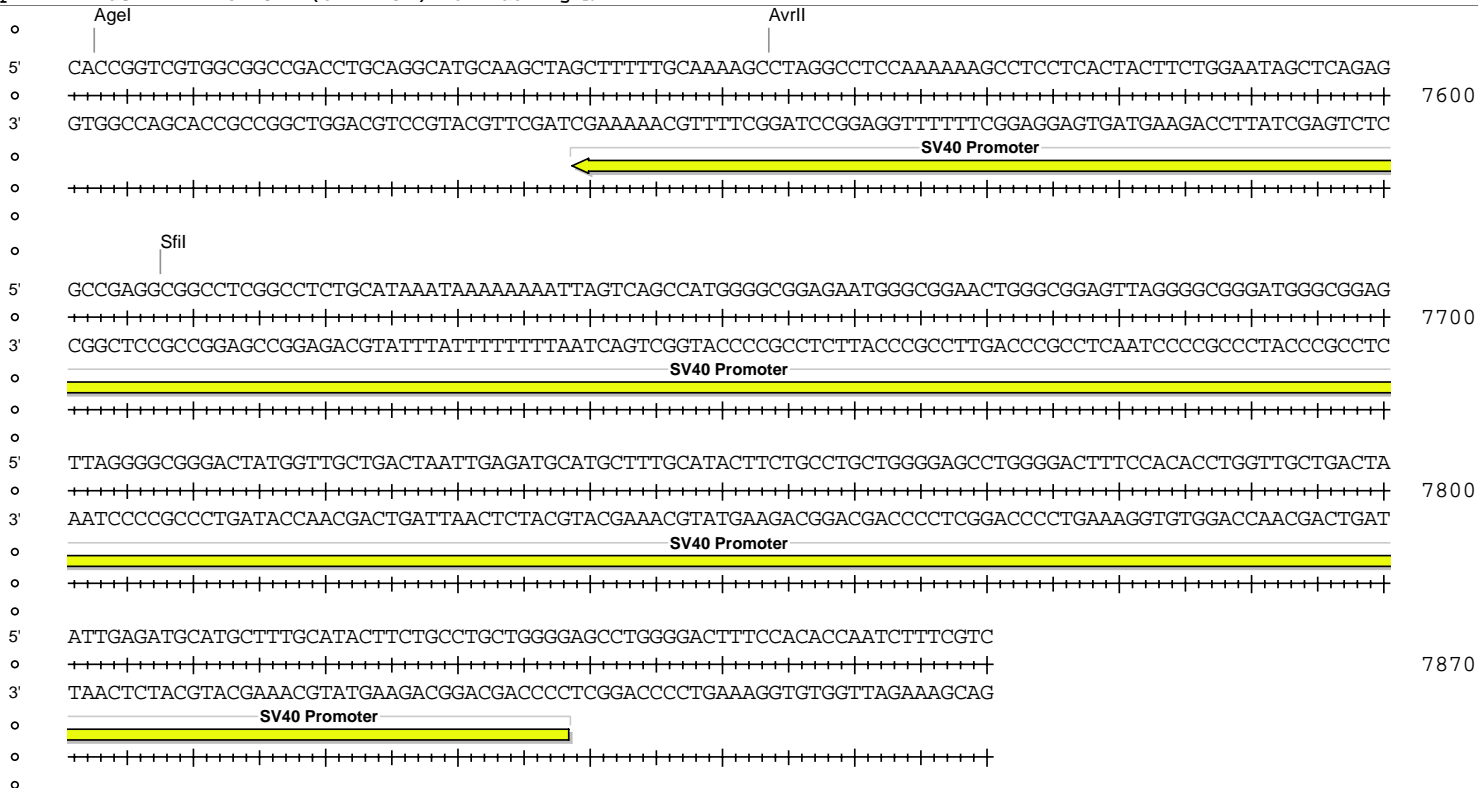 AgeI AvrII
5' CACCGGTCGTGGCGGCCGACCTGCAGGCATGCAAGCTAGCTTTTTGCAAAAGCCTAGGCCTCCAAAAAAGCCTCCTCACTACTTCTGGAATAGCTCAGAG
7600
3' GTGGCCAGCACCGCCGGCTGGACGTCCGTACGTTCGATCGAAAAACGTTTTCGGATCCGGAGGTTTTTTCGGAGGAGTGATGAAGACCTTATCGAGTCTC
SV40 Promoter
SfiI
5' GCCGAGGCGGCCTCGGCCTCTGCATAAATAAAAAAAATTAGTCAGCCATGGGGCGGAGAATGGGCGGAACTGGGCGGAGTTAGGGGCGGGATGGGCGGAG
7700
3' CGGCTCCGCCGGAGCCGGAGACGTATTTATTTTTTTTAATCAGTCGGTACCCCGCCTCTTACCCGCCTTGACCCGCCTCAATCCCCGCCCTACCCGCCTC
SV40 Promoter
5' TTAGGGGCGGGACTATGGTTGCTGACTAATTGAGATGCATGCTTTGCATACTTCTGCCTGCTGGGGAGCCTGGGGACTTTCCACACCTGGTTGCTGACTA
7800
3' AATCCCCGCCCTGATACCAACGACTGATTAACTCTACGTACGAAACGTATGAAGACGGACGACCCCTCGGACCCCTGAAAGGTGTGGACCAACGACTGAT
SV40 Promoter
5' ATTGAGATGCATGCTTTGCATACTTCTGCCTGCTGGGGAGCCTGGGGACTTTCCACACCAATCTTTCGTC
7870
3' TAACTCTACGTACGAAACGTATGAAGACGGACGACCCCTCGGACCCCTGAAAGGTGTGGTTAGAAAGCAG
SV40 Promoter